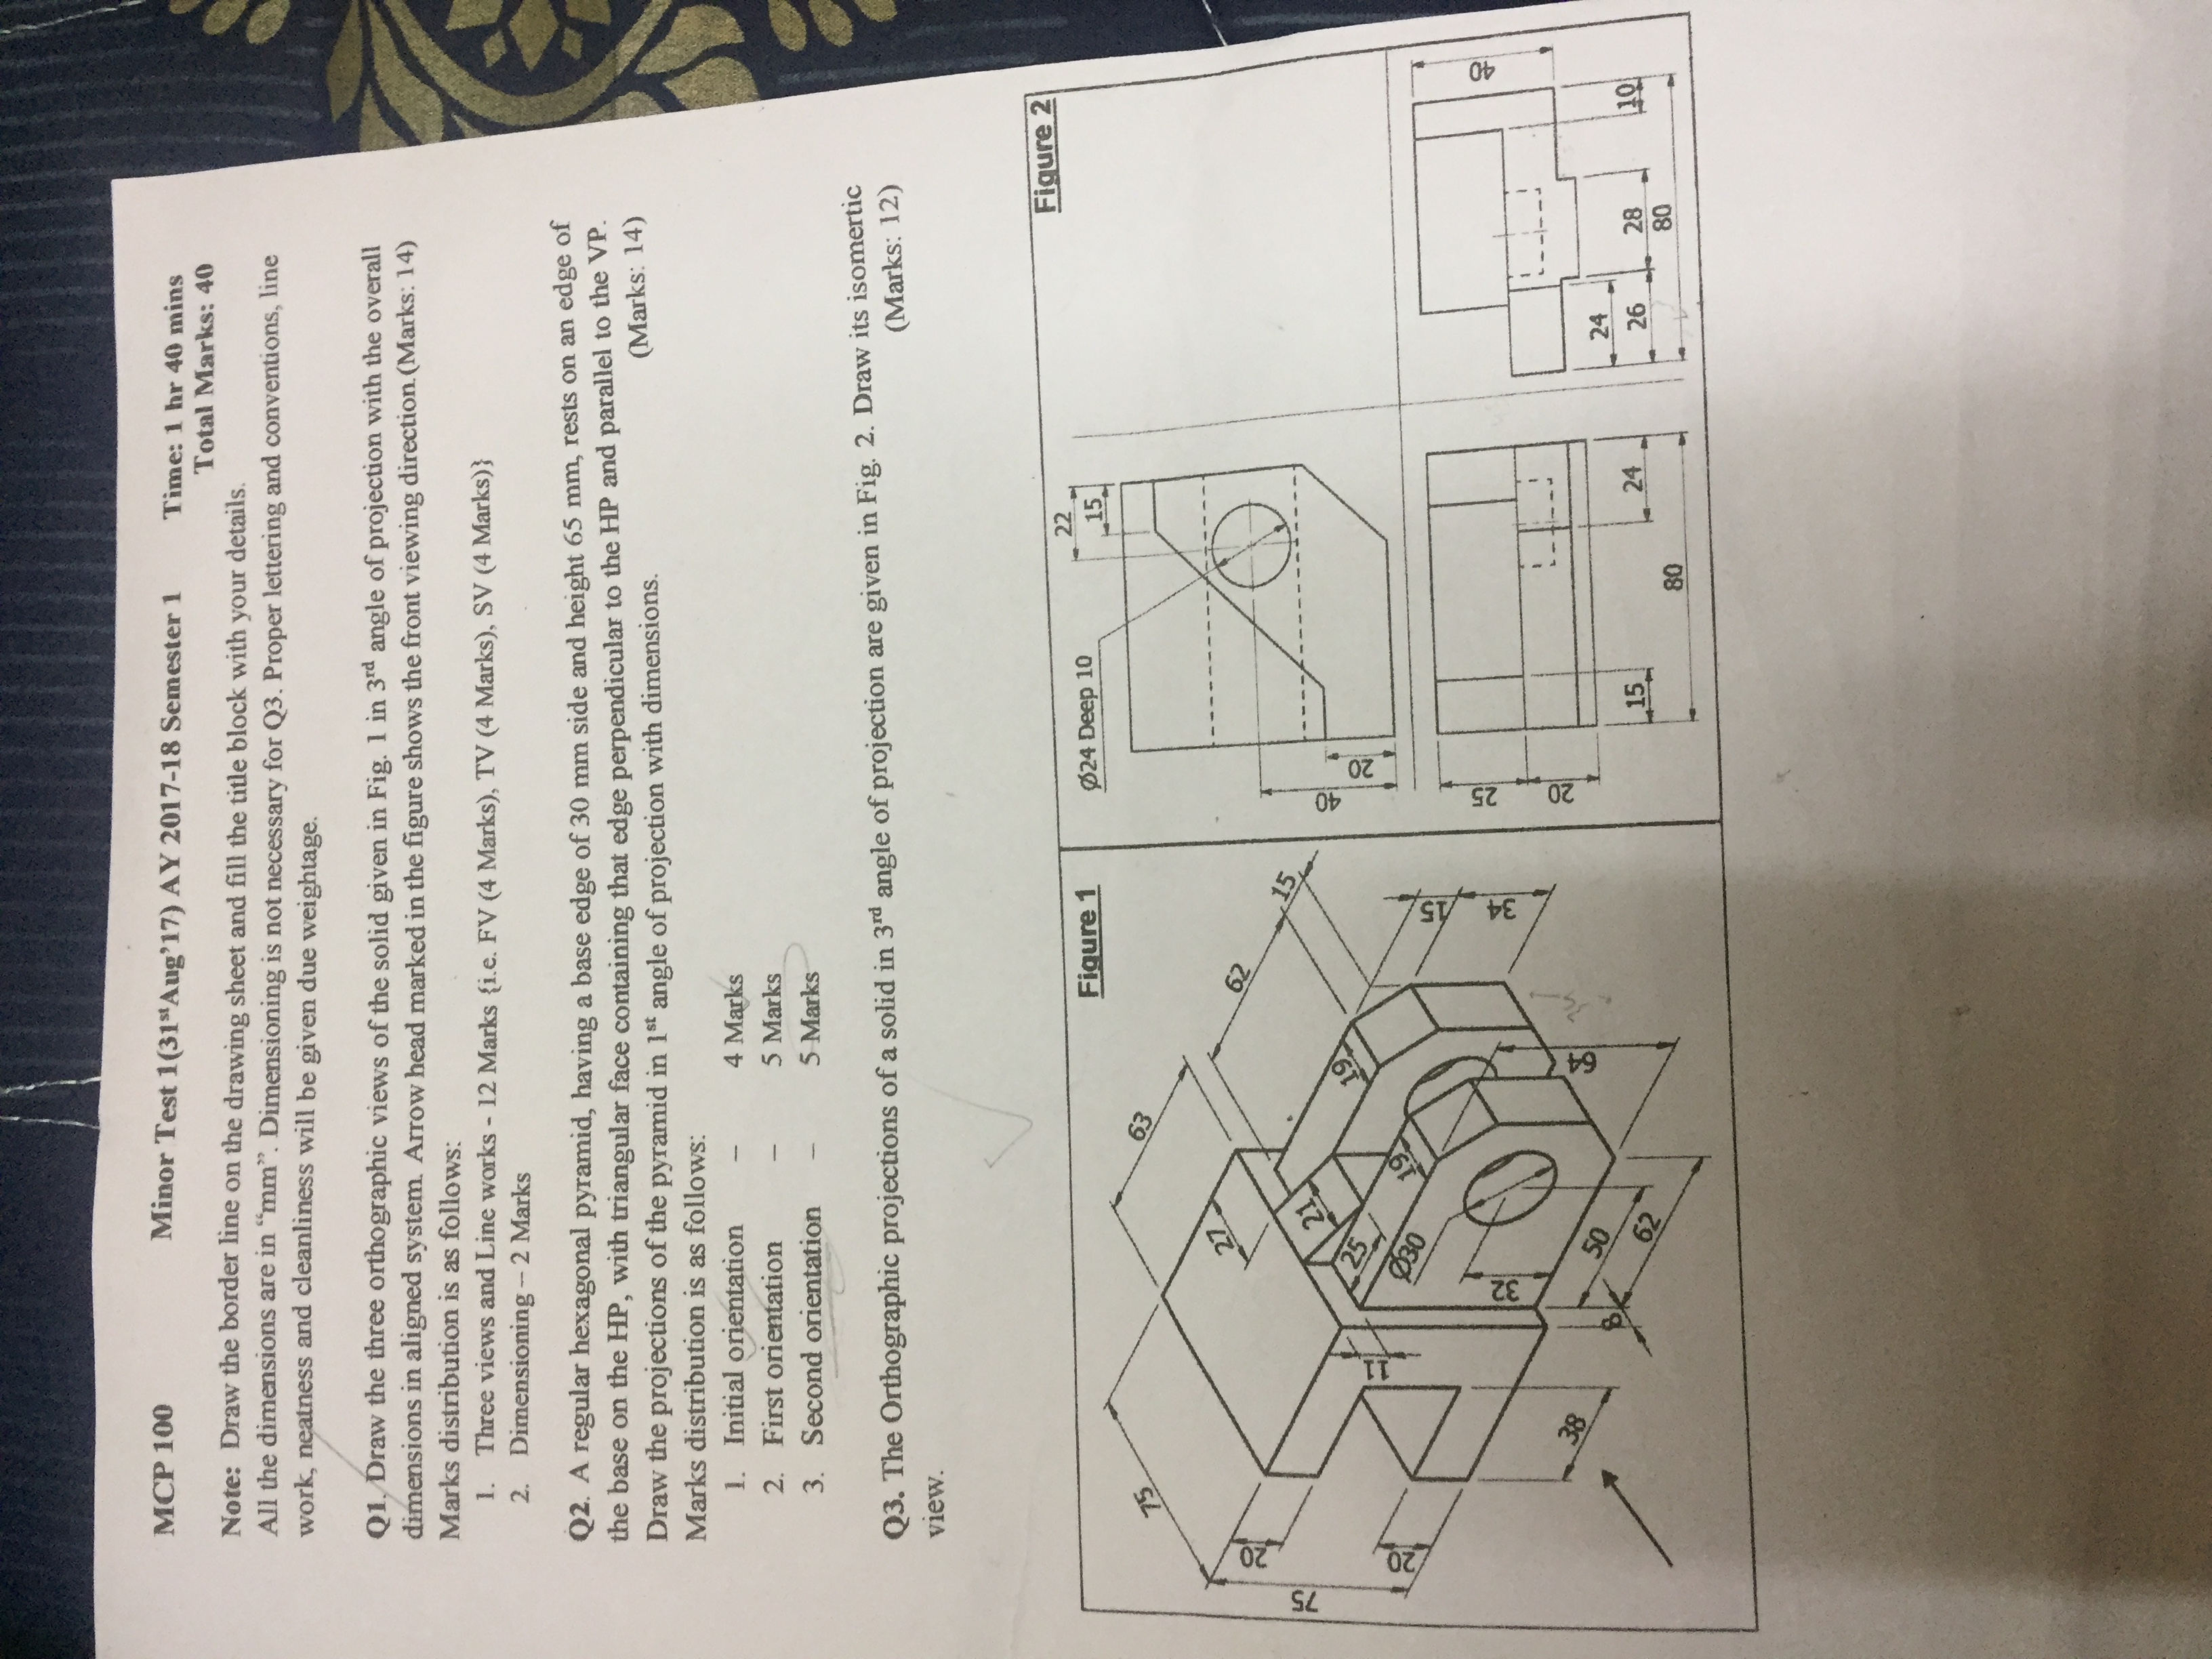 MCP 100 Minor Test 1(31stAug'17) AY 2017-18 Semester 1 Time: 1 hr 40 mins
Total Marks: 40
Note: Draw the border line on the drawing sheet and fill the title block with your details.
All the dimensions are in "mm". Dimensioning is not necessary for Q3. Proper lettering and conventions, line
work, neatness and cleanliness will be given due weightage.
Q1. Draw the three orthographic views of the solid given in Fig. 1 in 3rd angle of projection with the overall
dimensions in aligned system. Arrow head marked in the figure shows the front viewing direction.(Marks: 14)
Marks distribution is as follows:
1. Three views and Line works - 12 Marks {i.e. FV (4 Marks), TV (4 Marks), SV (4 Marks)}
2. Dimensioning – 2 Marks
Q2. A regular hexagonal pyramid, having a base edge of 30 mm side and height 65 mm, rests on an edge of
the base on the HP, with triangular face containing that edge perpendicular to the HP and parallel to the VP.
Draw the projections of the pyramid in 1st angle of projection with dimensions. (Marks: 14)
Marks distribution is as follows:
1. Initial orientation – 4 Marks
2. First orientation – 5 Marks
3. Second orientation – 5 Marks
Q3. The Orthographic projections of a solid in 3rd angle of projection are given in Fig. 2. Draw its isomertic
view. (Marks: 12)
Figure 1
75
75
20
20
38
11
63
27
8
32
Ø30
25
21
50
62
19
19
64
62
15
34
15
Figure 2
Ø24 Deep 10
22
15
40
20
25
20
15
24
80
24
26
28
10
80
40